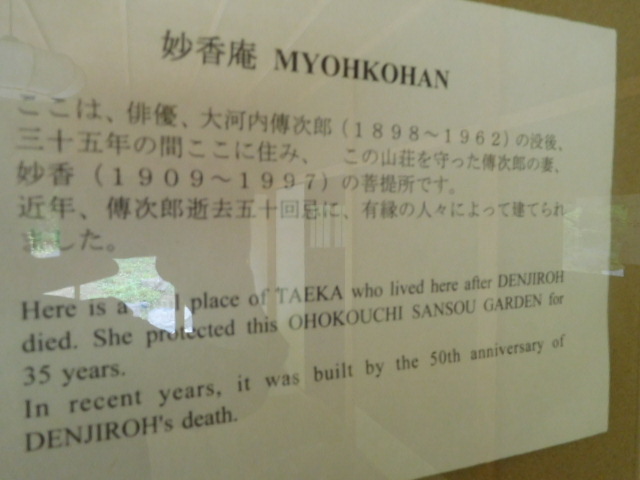 妙香庵 MYOHKOHAN
ここは、俳優、大河内傳次郎（１８９８～１９６２）の没後、
三十五年の間ここに住み、 この山荘を守った傳次郎の妻、
妙香（１９０９～１９９７）の菩提所です。
近年、傳次郎逝去五十回忌に、有縁の人々によって建てられ
ました。
Here is a place of TAEKA who lived here after DENJIROH
died. She protected this OHOKOUCHI SANSOU GARDEN for
35 years.
In recent years, it was built by the 50th anniversary of
DENJIROH's death.